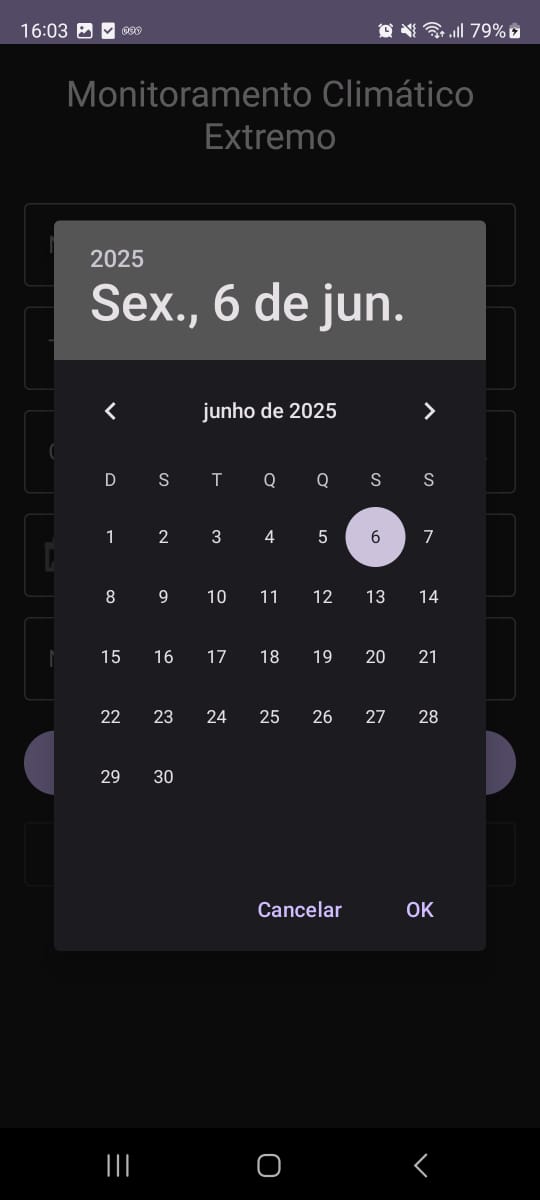 16:03
79%
Monitoramento Climático
Extremo
2025
Sex., 6 de jun.
junho de 2025
D S T Q Q S S
1 2 3 4 5 6 7
8 9 10 11 12 13 14
15 16 17 18 19 20 21
22 23 24 25 26 27 28
29 30
Cancelar OK